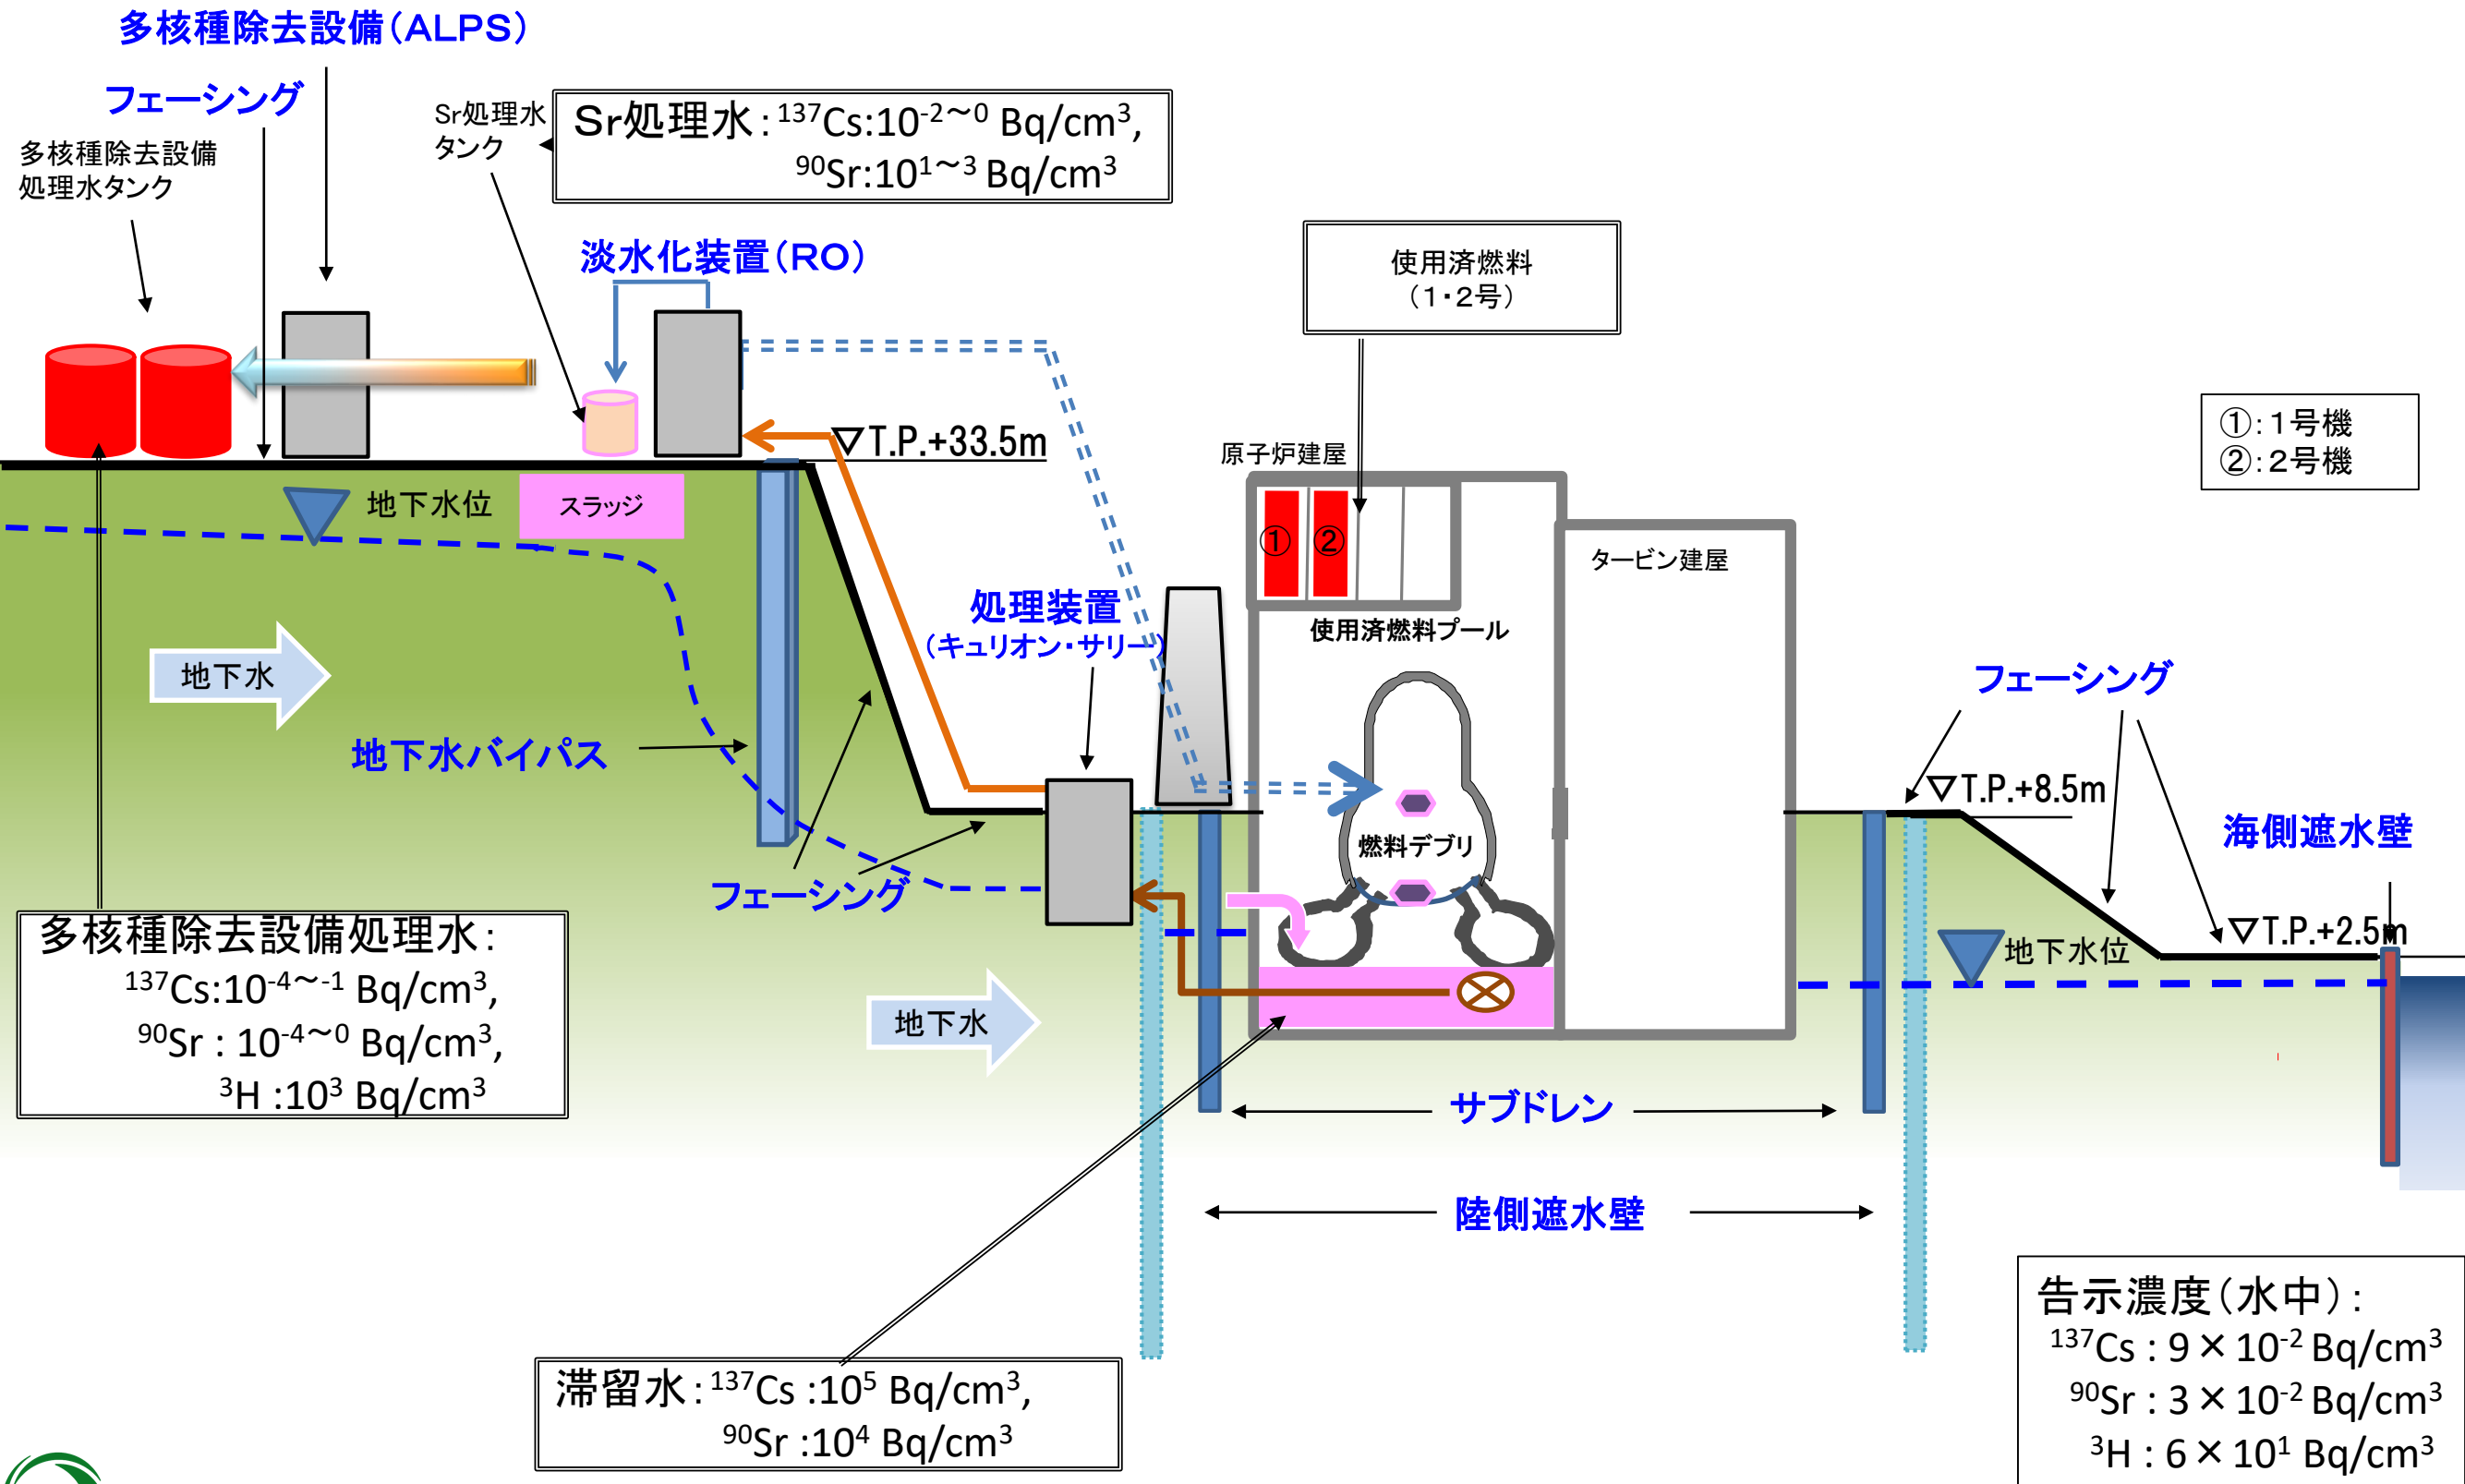 多核種除去設備(ALPS)
フェーシング
多核種除去設備
処理水タンク
Sr処理水
タンク
Sr処理水:¹³⁷Cs:10⁻²~⁰ Bq/cm³,
⁹⁰Sr:10¹~³ Bq/cm³
淡水化装置(RO)
使用済燃料
(1・2号)
①:1号機
②:2号機
▽T.P.+33.5m
原子炉建屋
地下水位
スラッジ
①
②
タービン建屋
処理装置
(キュリオン・サリー)
使用済燃料プール
地下水
フェーシング
地下水バイパス
▽T.P.+8.5m
海側遮水壁
燃料デブリ
フェーシング
多核種除去設備処理水:
¹³⁷Cs:10⁻⁴~⁻¹ Bq/cm³,
⁹⁰Sr : 10⁻⁴~⁰ Bq/cm³,
³H :10³ Bq/cm³
▽T.P.+2.5m
地下水位
地下水
サブドレン
陸側遮水壁
滞留水:¹³⁷Cs :10⁵ Bq/cm³,
⁹⁰Sr :10⁴ Bq/cm³
告示濃度(水中):
¹³⁷Cs : 9×10⁻² Bq/cm³
⁹⁰Sr : 3×10⁻² Bq/cm³
³H : 6×10¹ Bq/cm³